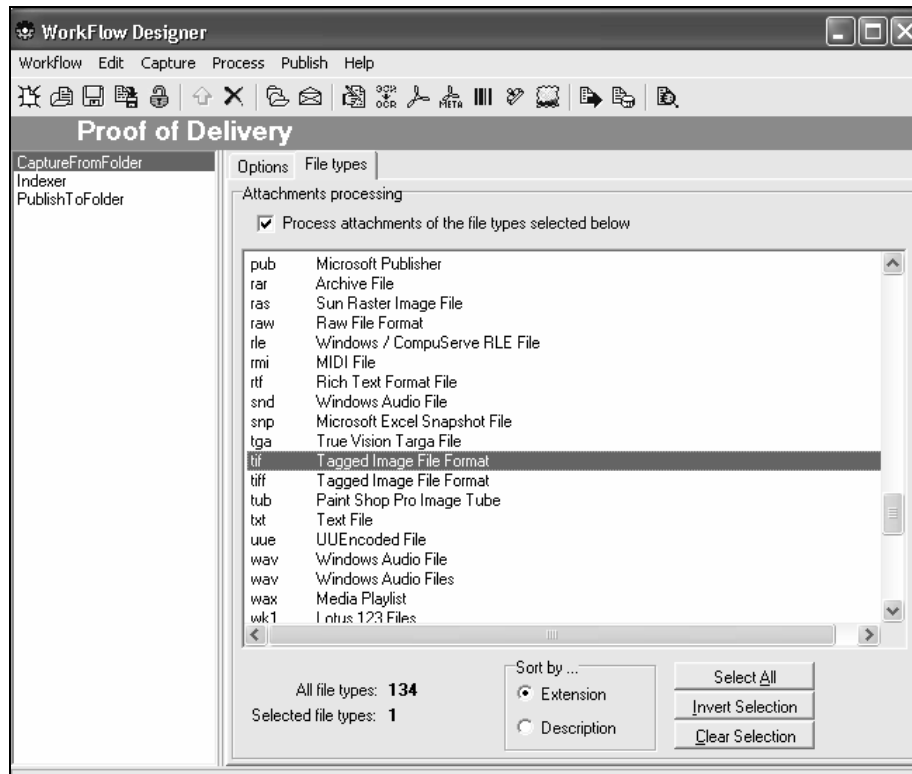 WorkFlow Designer
Workflow Edit Capture Process Publish Help
OCR META
Proof of Delivery
CaptureFromFolder
Indexer
PublishToFolder
Options File types
Attachments processing
Process attachments of the file types selected below
pub Microsoft Publisher
rar Archive File
ras Sun Raster Image File
raw Raw File Format
rle Windows / CompuServe RLE File
rmi MIDI File
rtf Rich Text Format File
snd Windows Audio File
snp Microsoft Excel Snapshot File
tga True Vision Targa File
tif Tagged Image File Format
tiff Tagged Image File Format
tub Paint Shop Pro Image Tube
txt Text File
uue UUEncoded File
wav Windows Audio File
wav Windows Audio Files
wax Media Playlist
wk1 Lotus 123 Files
All file types: 134
Selected file types: 1
Sort by ...
Extension
Description
Select All
Invert Selection
Clear Selection